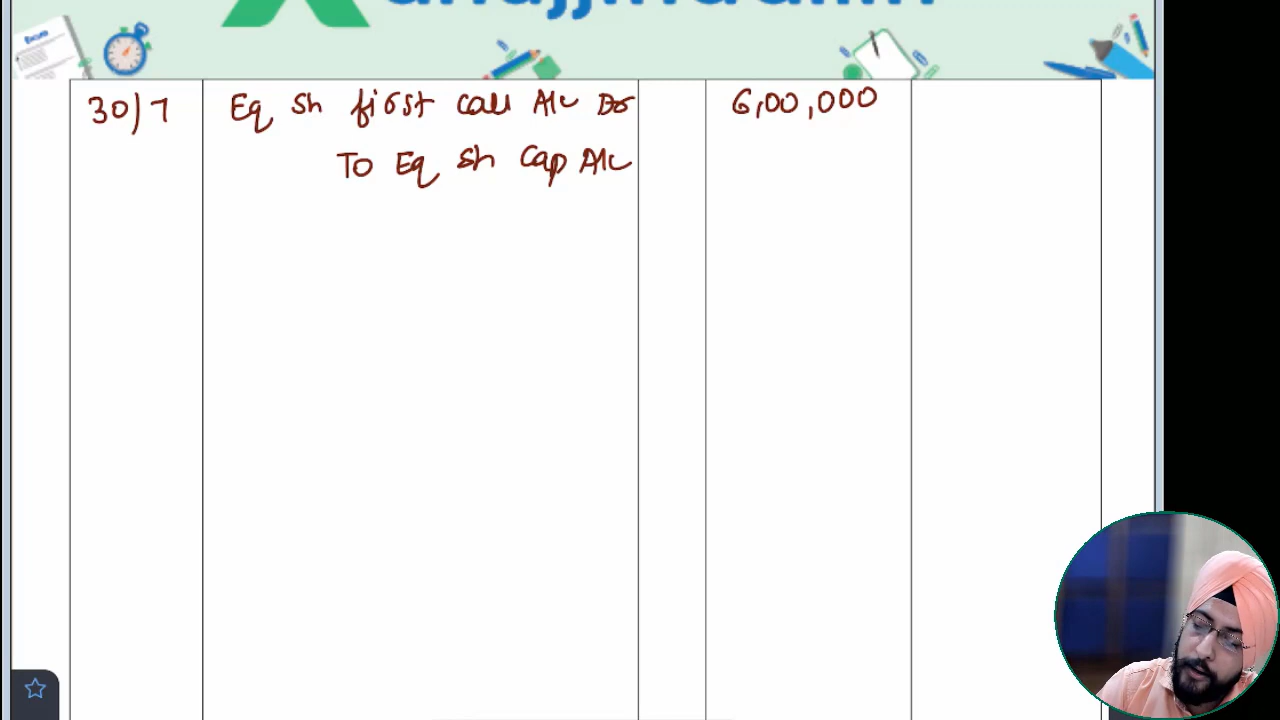 30/7 Eq Sh first call A/c Dr 6,00,000
To Eq Sh Cap A/c